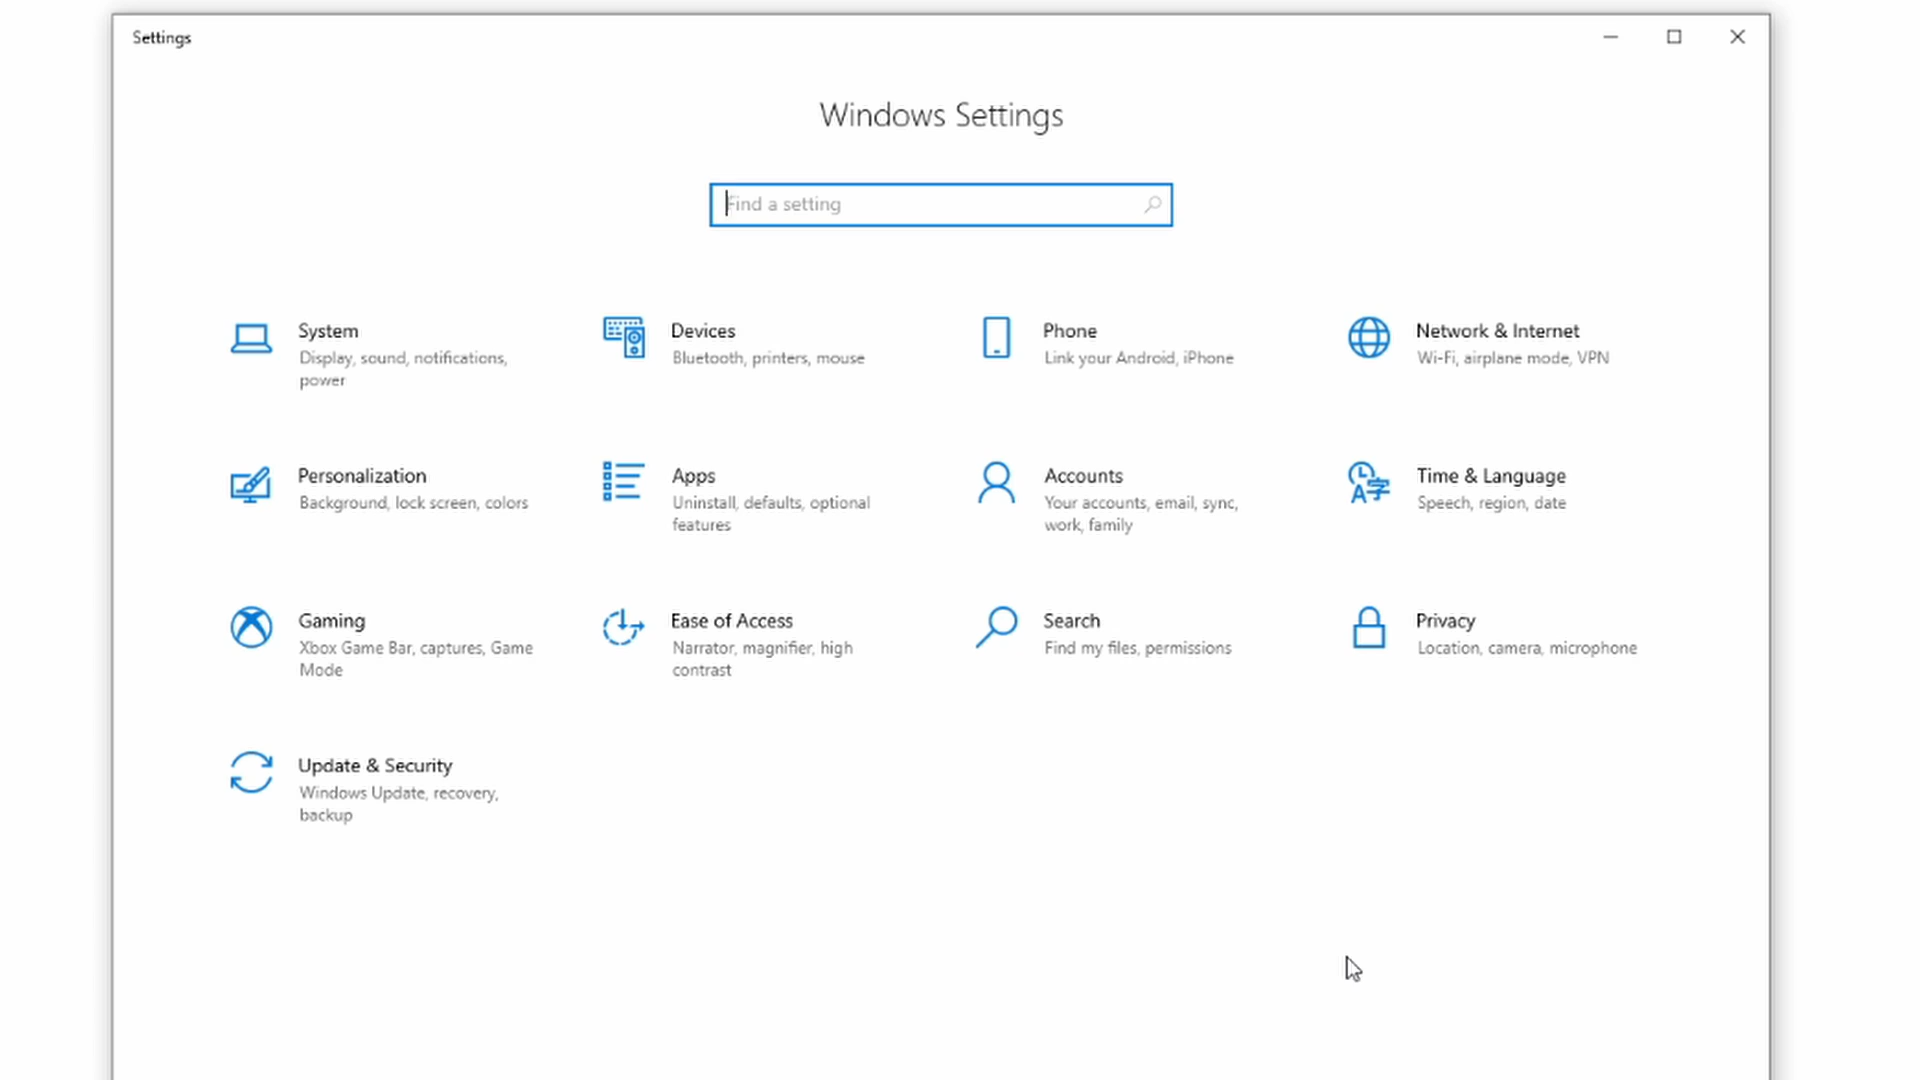 Settings
Windows Settings
Find a setting
System
Display, sound, notifications,
power
Devices
Bluetooth, printers, mouse
Phone
Link your Android, iPhone
Network & Internet
Wi-Fi, airplane mode, VPN
Personalization
Background, lock screen, colors
Apps
Uninstall, defaults, optional
features
Accounts
Your accounts, email, sync,
work, family
Time & Language
Speech, region, date
Gaming
Xbox Game Bar, captures, Game
Mode
Ease of Access
Narrator, magnifier, high
contrast
Search
Find my files, permissions
Privacy
Location, camera, microphone
Update & Security
Windows Update, recovery,
backup